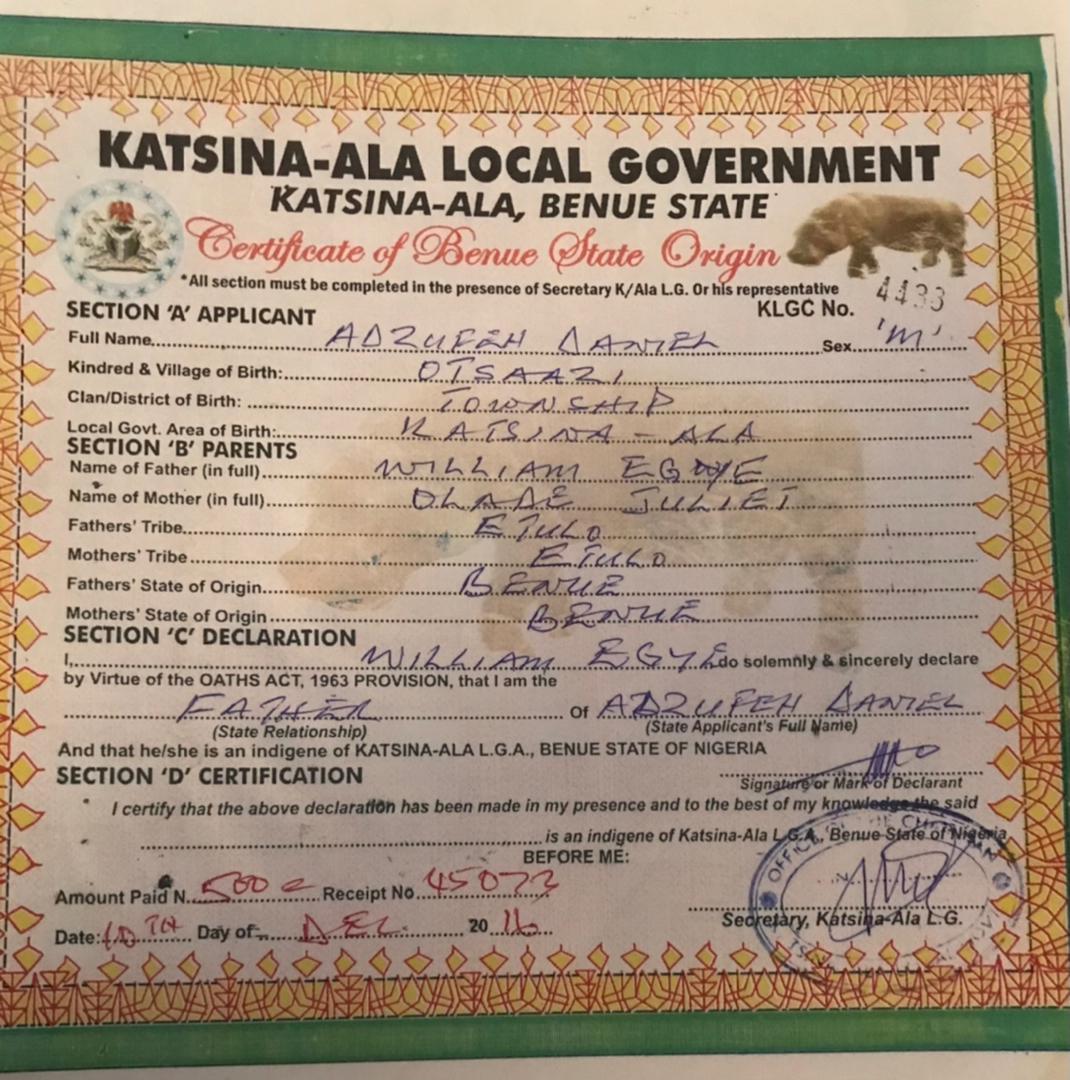 KATSINA-ALA LOCAL GOVERNMENT
KATSINA-ALA, BENUE STATE
Certificate of Benue State Origin
*All section must be completed in the presence of Secretary K/Ala L.G. Or his representative
KLGC No. 4433
SECTION 'A' APPLICANT
Full Name ADZUFEH DANIEL Sex 'M'
Kindred & Village of Birth: OTSAAZI
Clan/District of Birth: TOWNSHIP
Local Govt. Area of Birth: KATSINA-ALA
SECTION 'B' PARENTS
Name of Father (in full) WILLIAM EGYE
Name of Mother (in full) OLADE JULIET
Fathers' Tribe ETULO
Mothers' Tribe ETULO
Fathers' State of Origin BENUE
Mothers' State of Origin BENUE
SECTION 'C' DECLARATION
I, WILLIAM EGYE do solemnly & sincerely declare
by Virtue of the OATHS ACT, 1963 PROVISION, that I am the
FATHER Of ADZUFEH DANIEL
(State Relationship) (State Applicant's Full Name)
And that he/she is an indigene of KATSINA-ALA L.G.A., BENUE STATE OF NIGERIA
SECTION 'D' CERTIFICATION
Signature or Mark of Declarant
I certify that the above declaration has been made in my presence and to the best of my knowledge the said
is an indigene of Katsina-Ala L.G.A., Benue State of Nigeria
BEFORE ME:
Amount Paid N 500 Receipt No. 45073
Secretary, Katsina-Ala L.G.
Date: 10TH Day of DEC. 2016
OFFICE OF THE CHAIRMAN